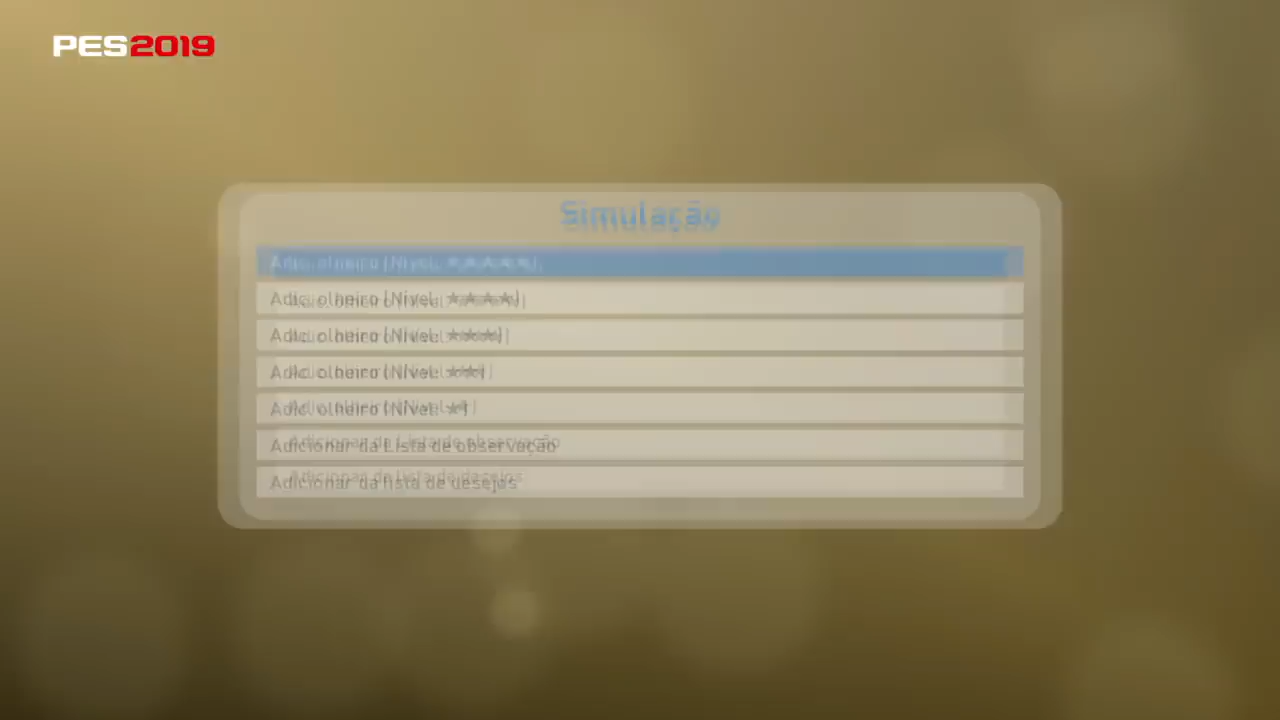 PES2019
Simulação
Adic. olheiro (Nível: ★★★★★)
Adic. olheiro (Nível: ★★★★)
Adic. olheiro (Nível: ★★★)
Adic. olheiro (Nível: ★★)
Adic. olheiro (Nível: ★)
Adicionar da Lista de observação
Adicionar da lista de desejos